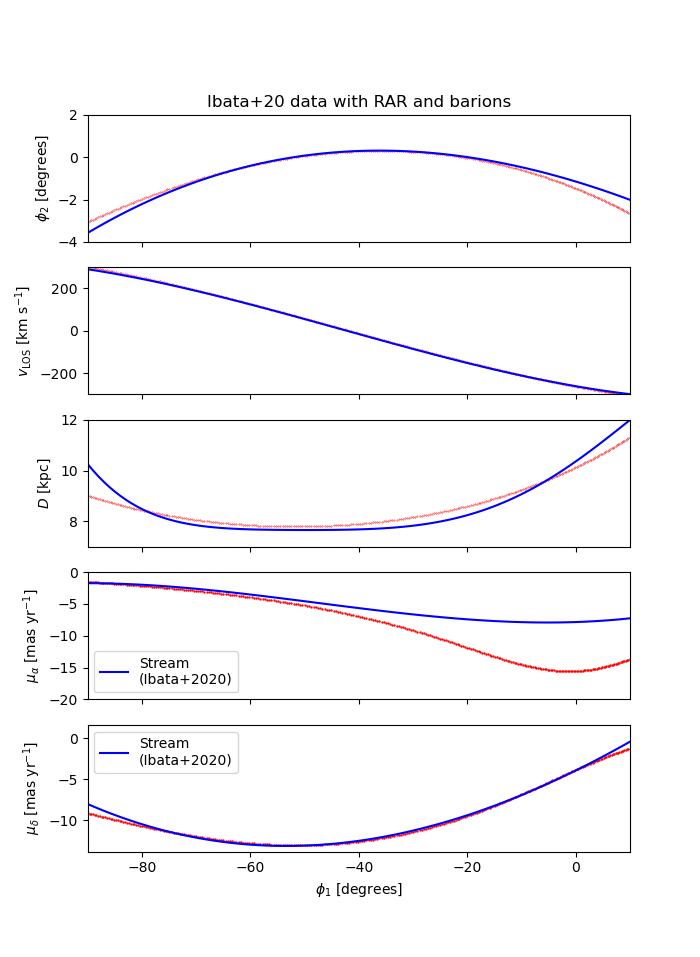 Ibata+20 data with RAR and barions
ϕ₂ [degrees]
2
0
−2
−4
v_LOS [km s⁻¹]
200
0
−200
D [kpc]
12
10
8
μ_α [mas yr⁻¹]
0
−5
−10
−15
−20
Stream
(Ibata+2020)
μ_δ [mas yr⁻¹]
0
−5
−10
Stream
(Ibata+2020)
−80 −60 −40 −20 0
ϕ₁ [degrees]